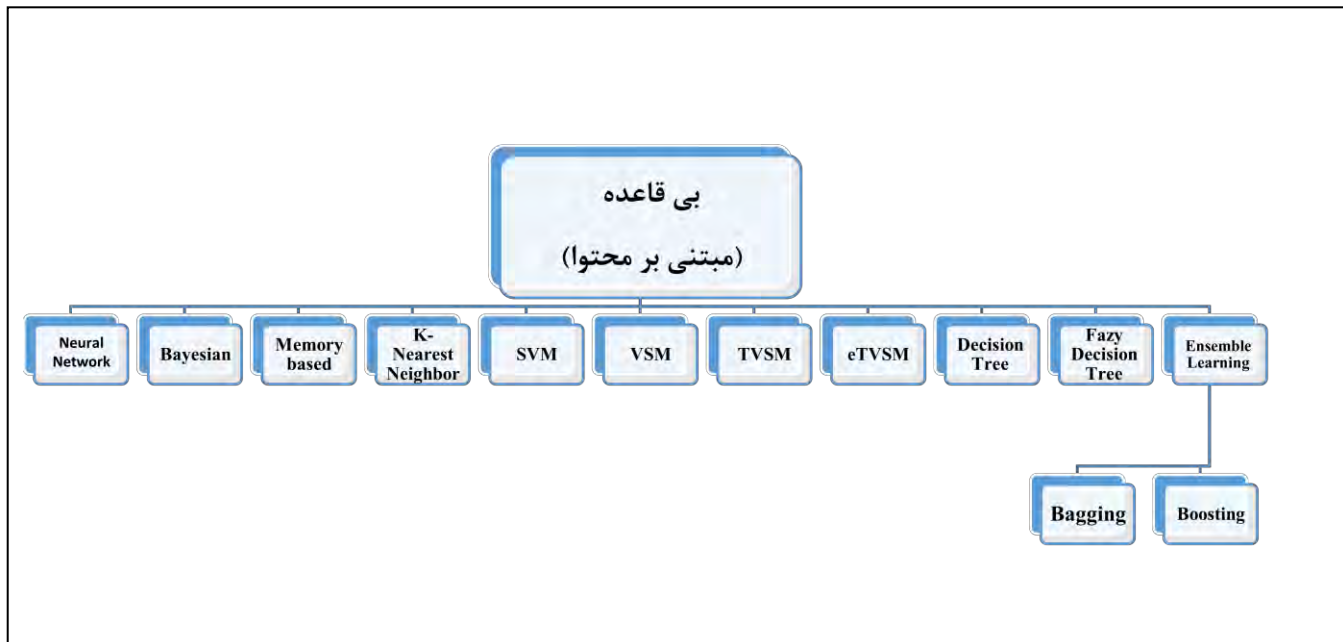 بی قاعده
(مبتنی بر محتوا)
Neural
Network
Bayesian
Memory
based
K-
Nearest
Neighbor
SVM
VSM
TVSM
eTVSM
Decision
Tree
Fazy
Decision
Tree
Ensemble
Learning
Bagging
Boosting